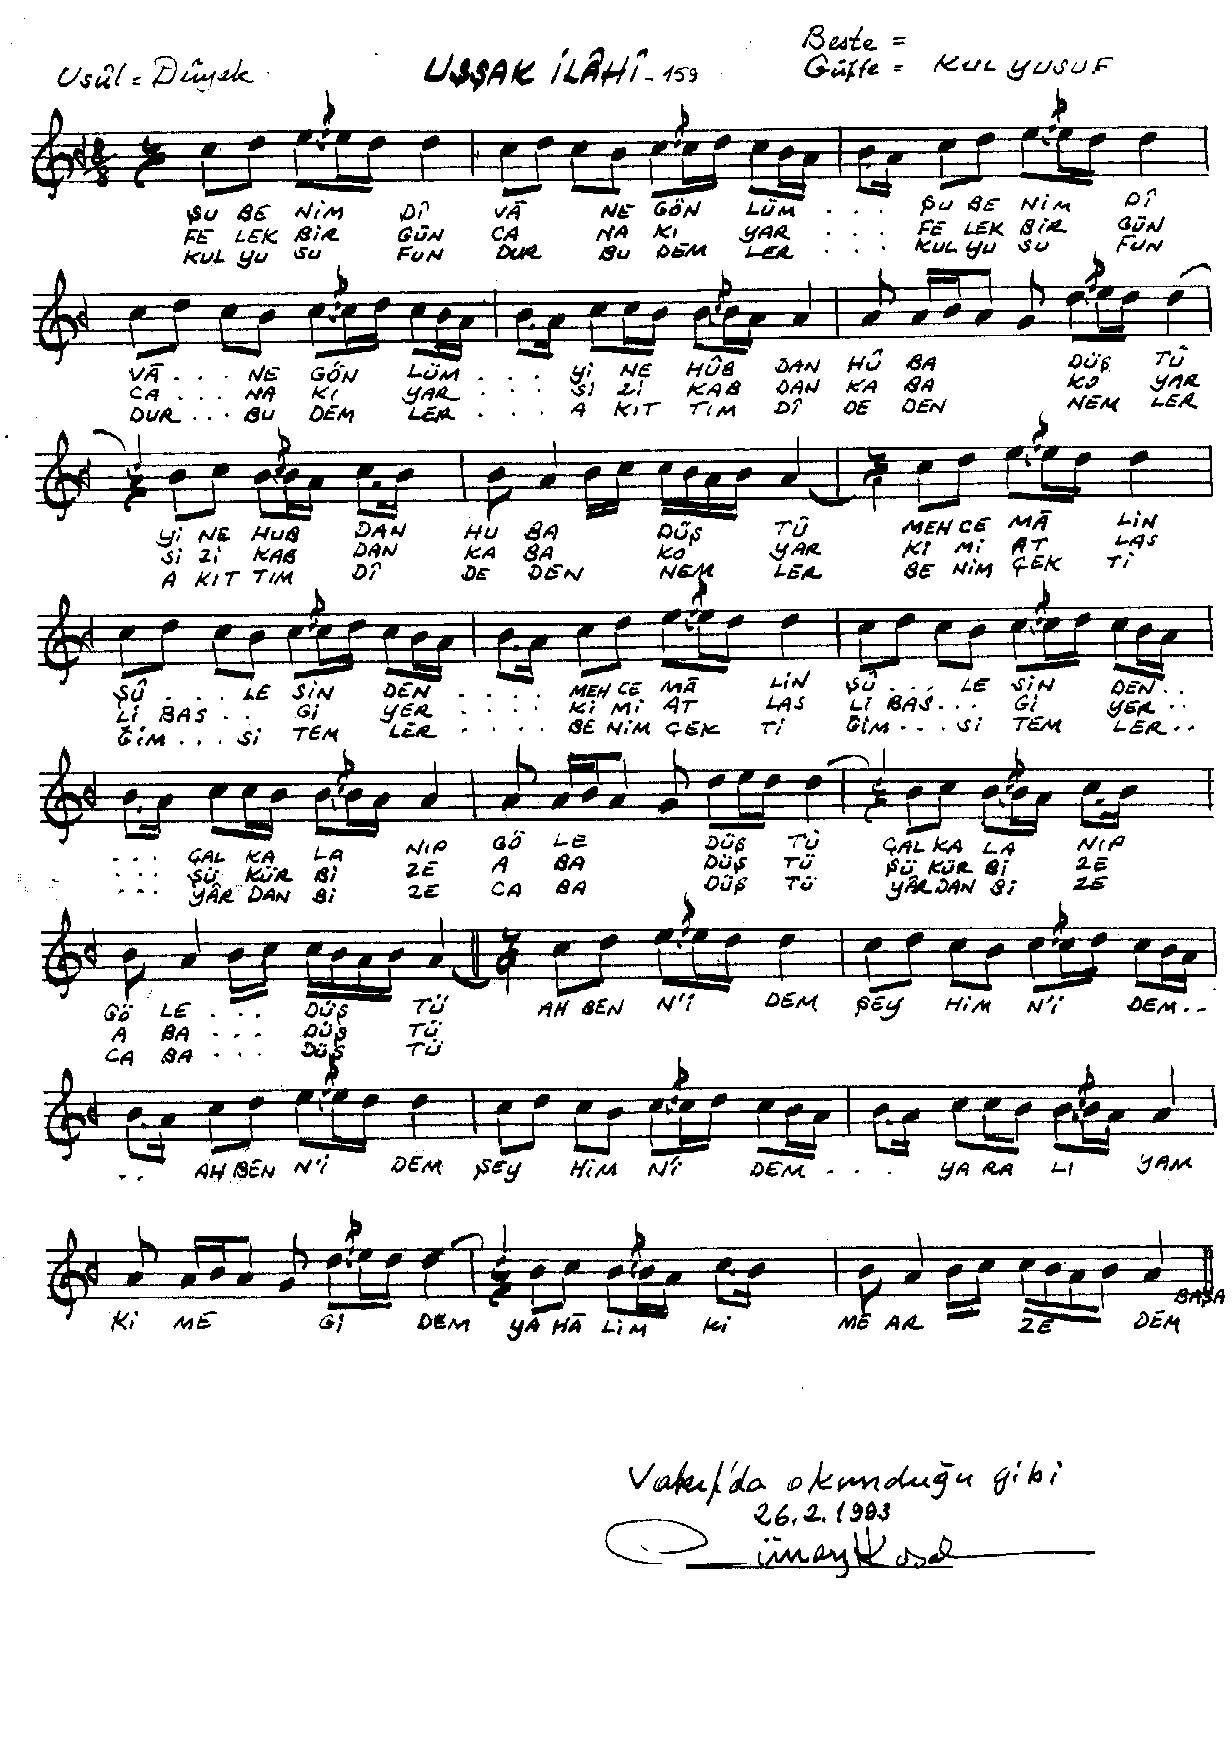 Beste =
Usûl = Düyek UŞŞAK İLÂHÎ - 159 Güfte = KUL YUSUF
ŞU BE NİM DÎ VÂ NE GÖN LÜM . . . ŞU BE NİM DÎ
FE LEK BİR GÜN CA NA KI YAR . . . FE LEK BİR GÜN
KUL YU SU FUN DUR BU DEM LER . . . KUL YU SU FUN
VÂ . . . NE GÖN LÜM . . . . Yİ NE HÛB DAN HÛ BA DÜŞ TÛ
CA . . . NA KI YAR . . . . Sİ Zİ KAB DAN KA BA KO YAR
DUR . . . BU DEM LER . . . . A KIT TIM DÎ DE DEN NEM LER
Yİ NE HUB DAN HU BA DÜŞ TÛ MEH CE MÂ LİN
Sİ Zİ KAB DAN KA BA KO YAR Kİ Mİ AT LAS
A KIT TIM DÎ DE DEN NEM LER BE NİM ÇEK Tİ
ŞÛ . . . LE SİN DEN . . . . MEH CE MÂ LİN ŞÛ . . . LE SİN DEN . .
Lİ BAS . . Gİ YER . . . . Kİ Mİ AT LAS Lİ BAS . . . Gİ YER . .
ĞİM . . . Sİ TEM LER . . . . BE NİM ÇEK Tİ ĞİM . . . Sİ TEM LER . .
. . . ÇAL KA LA NIP GÖ LE DÜŞ TÜ ÇAL KA LA NIP
. . . ŞÜ KÜR Bİ ZE A BA DÜŞ TÜ ŞÜ KÜR Bİ ZE
. . . YÂR DAN Bİ ZE CA BA DÜŞ TÜ YÂR DAN Bİ ZE
GÖ LE . . . DÜŞ TÜ AH BEN N'İ DEM ŞEY HİM N'İ DEM . .
A BA . . . DÜŞ TÜ
CA BA . . . DÜŞ TÜ
. . AH BEN N'İ DEM ŞEY HİM N'İ DEM . . . . YA RA LI YAM
BAŞA
Kİ ME Gİ DEM YA HÂ LİM Kİ ME AR ZE DEM
Vakıf'da okunduğu gibi
26.2.1993